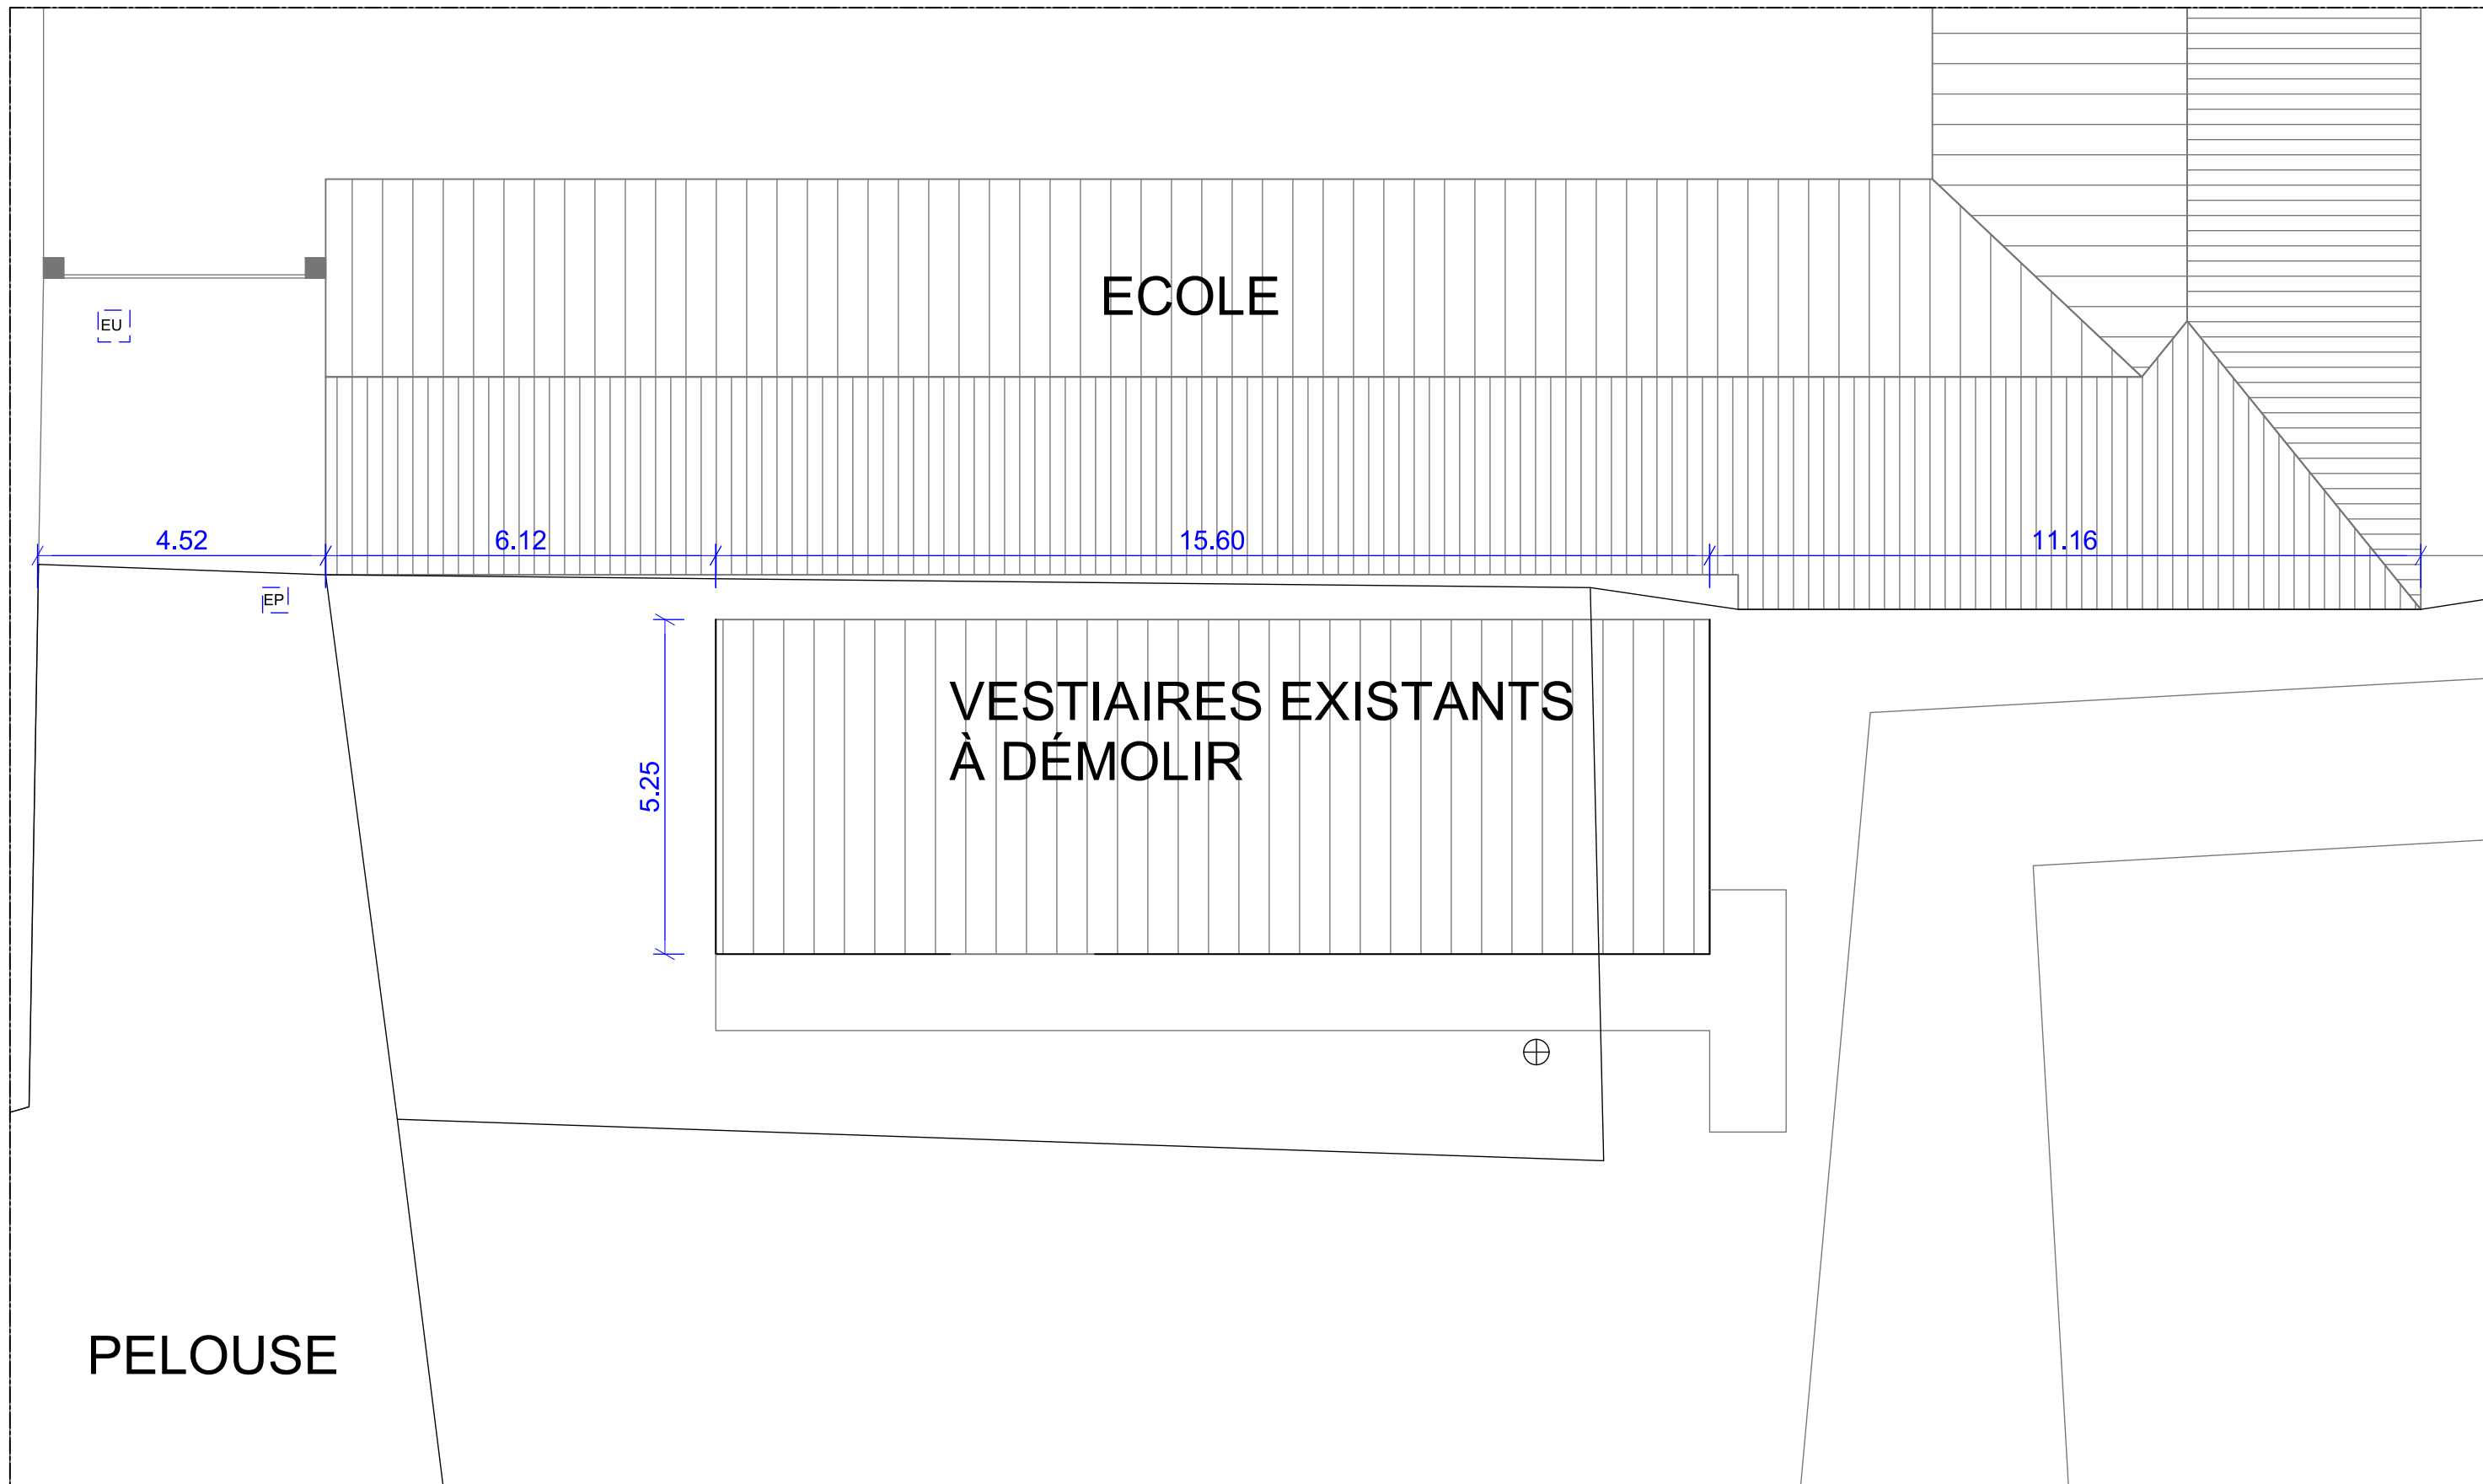 ECOLE
EU
4.52
6.12
15.60
11.16
EP
VESTIAIRES EXISTANTS
À DÉMOLIR
5.25
PELOUSE